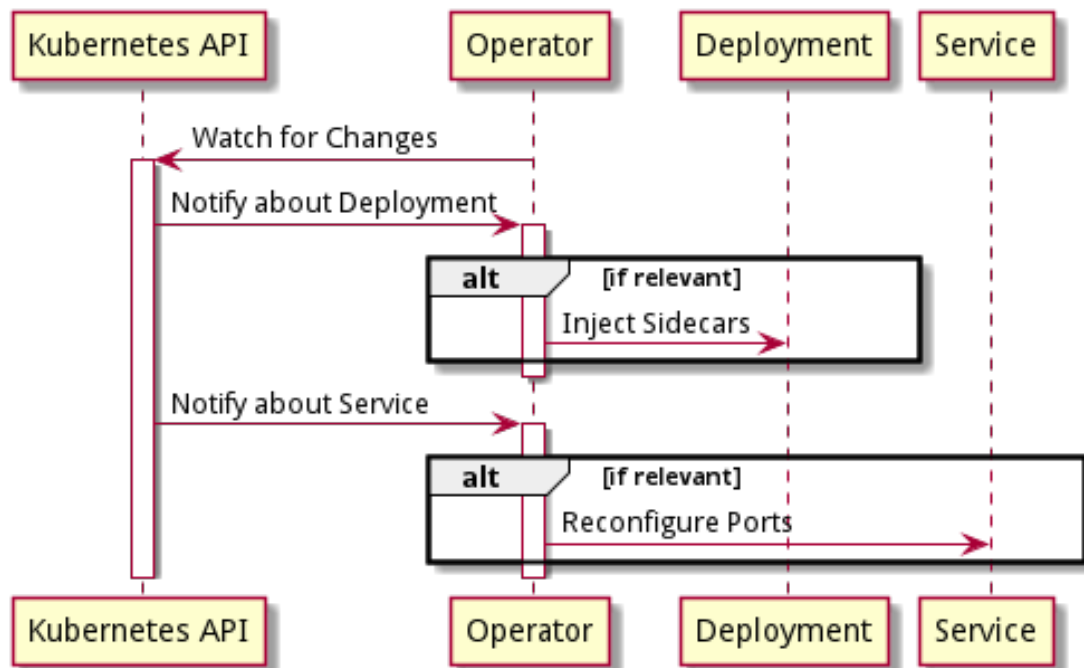 Kubernetes API
Operator
Deployment
Service
Watch for Changes
Notify about Deployment
alt
[if relevant]
Inject Sidecars
Notify about Service
alt
[if relevant]
Reconfigure Ports
Kubernetes API
Operator
Deployment
Service